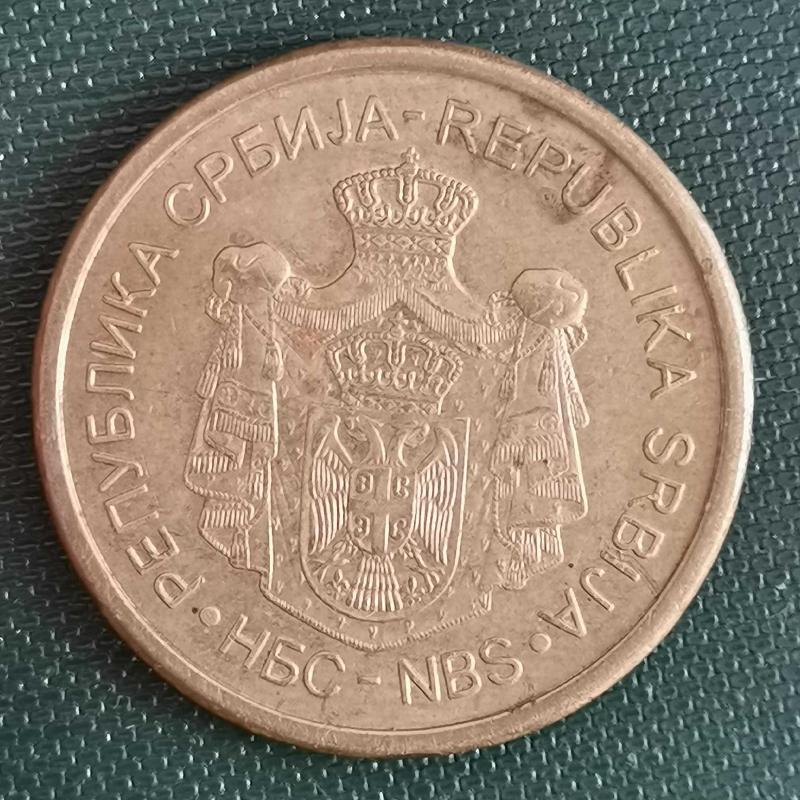 РЕПУБЛИКА СРБИЈА - REPUBLIKA SRBIJA
• НБС - NBS •